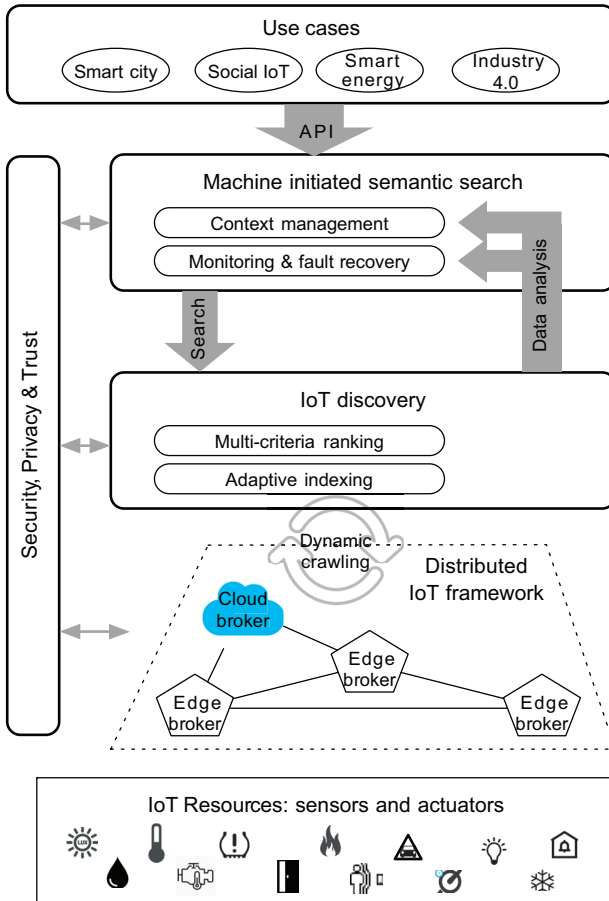 Use cases
Smart city
Social IoT
Smart
energy
Industry
4.0
API
Security, Privacy & Trust
Machine initiated semantic search
Context management
Monitoring & fault recovery
Search
Data analysis
IoT discovery
Multi-criteria ranking
Adaptive indexing
Dynamic
crawling
Distributed
IoT framework
Cloud
broker
Edge
broker
Edge
broker
Edge
broker
IoT Resources: sensors and actuators
LUX